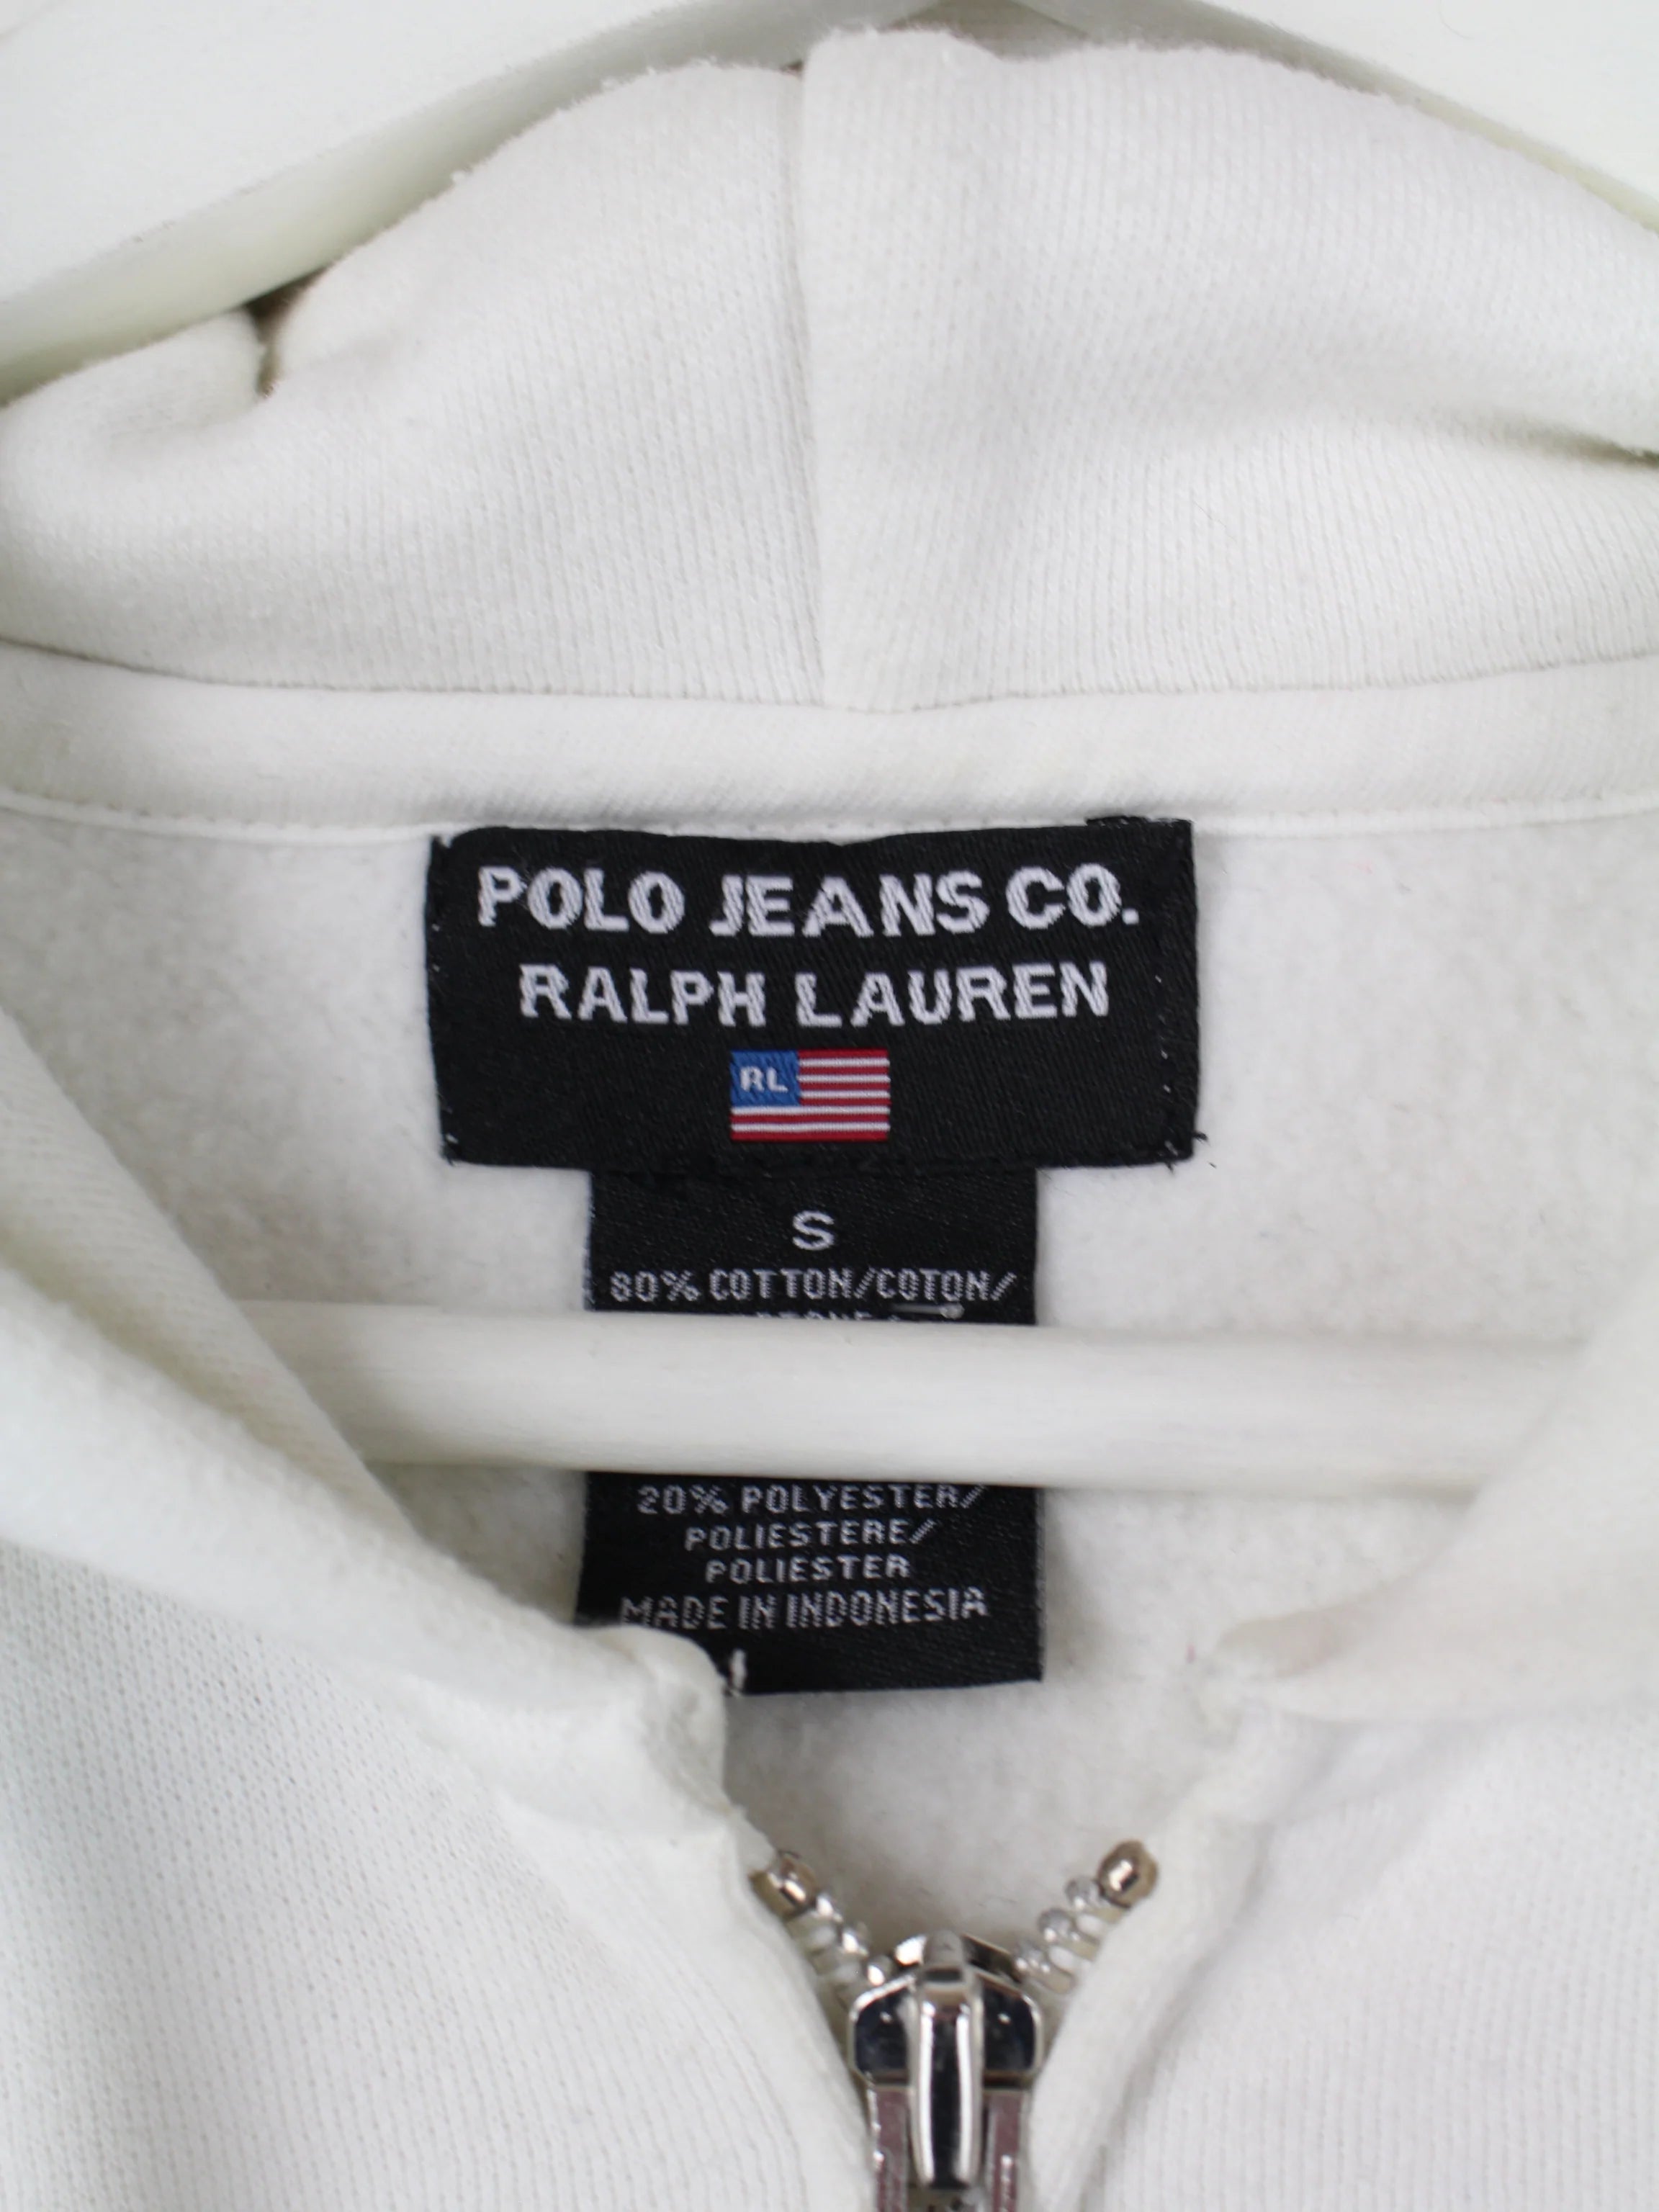 POLO JEANS CO.
RALPH LAUREN
RL
S
80% COTTON/COTON/
20% POLYESTER/
POLIESTERE/
POLIESTER
MADE IN INDONESIA